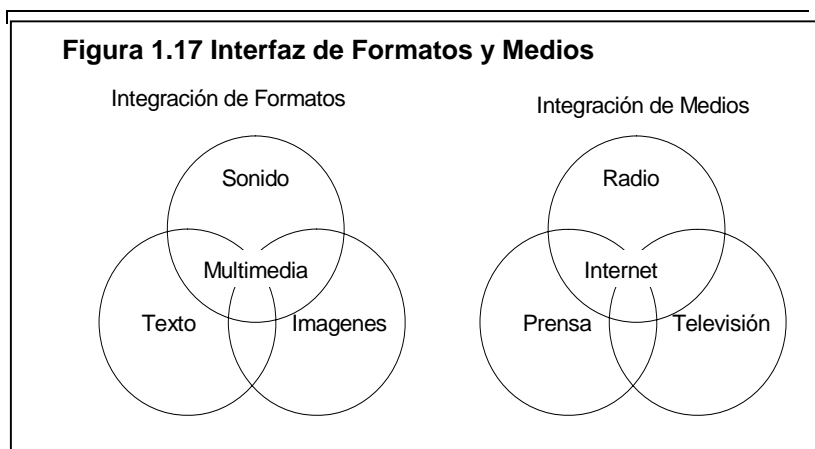 Figura 1.17 Interfaz de Formatos y Medios
Integración de Formatos
Sonido
Multimedia
Texto
Imagenes
Integración de Medios
Radio
Internet
Prensa
Televisión